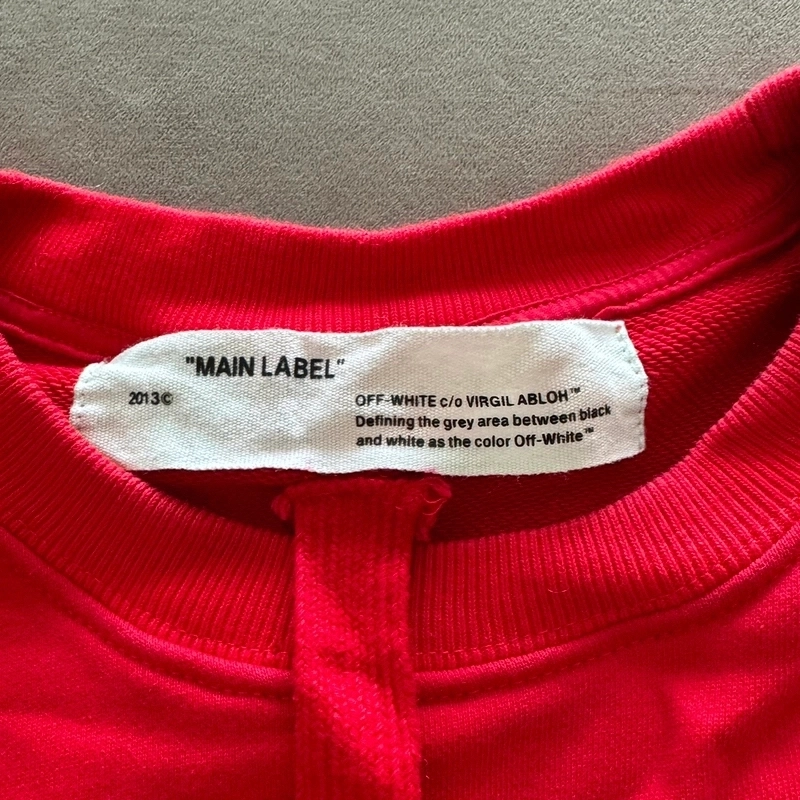 "MAIN LABEL"
2013©
OFF-WHITE c/o VIRGIL ABLOH™
Defining the grey area between black
and white as the color Off-White™